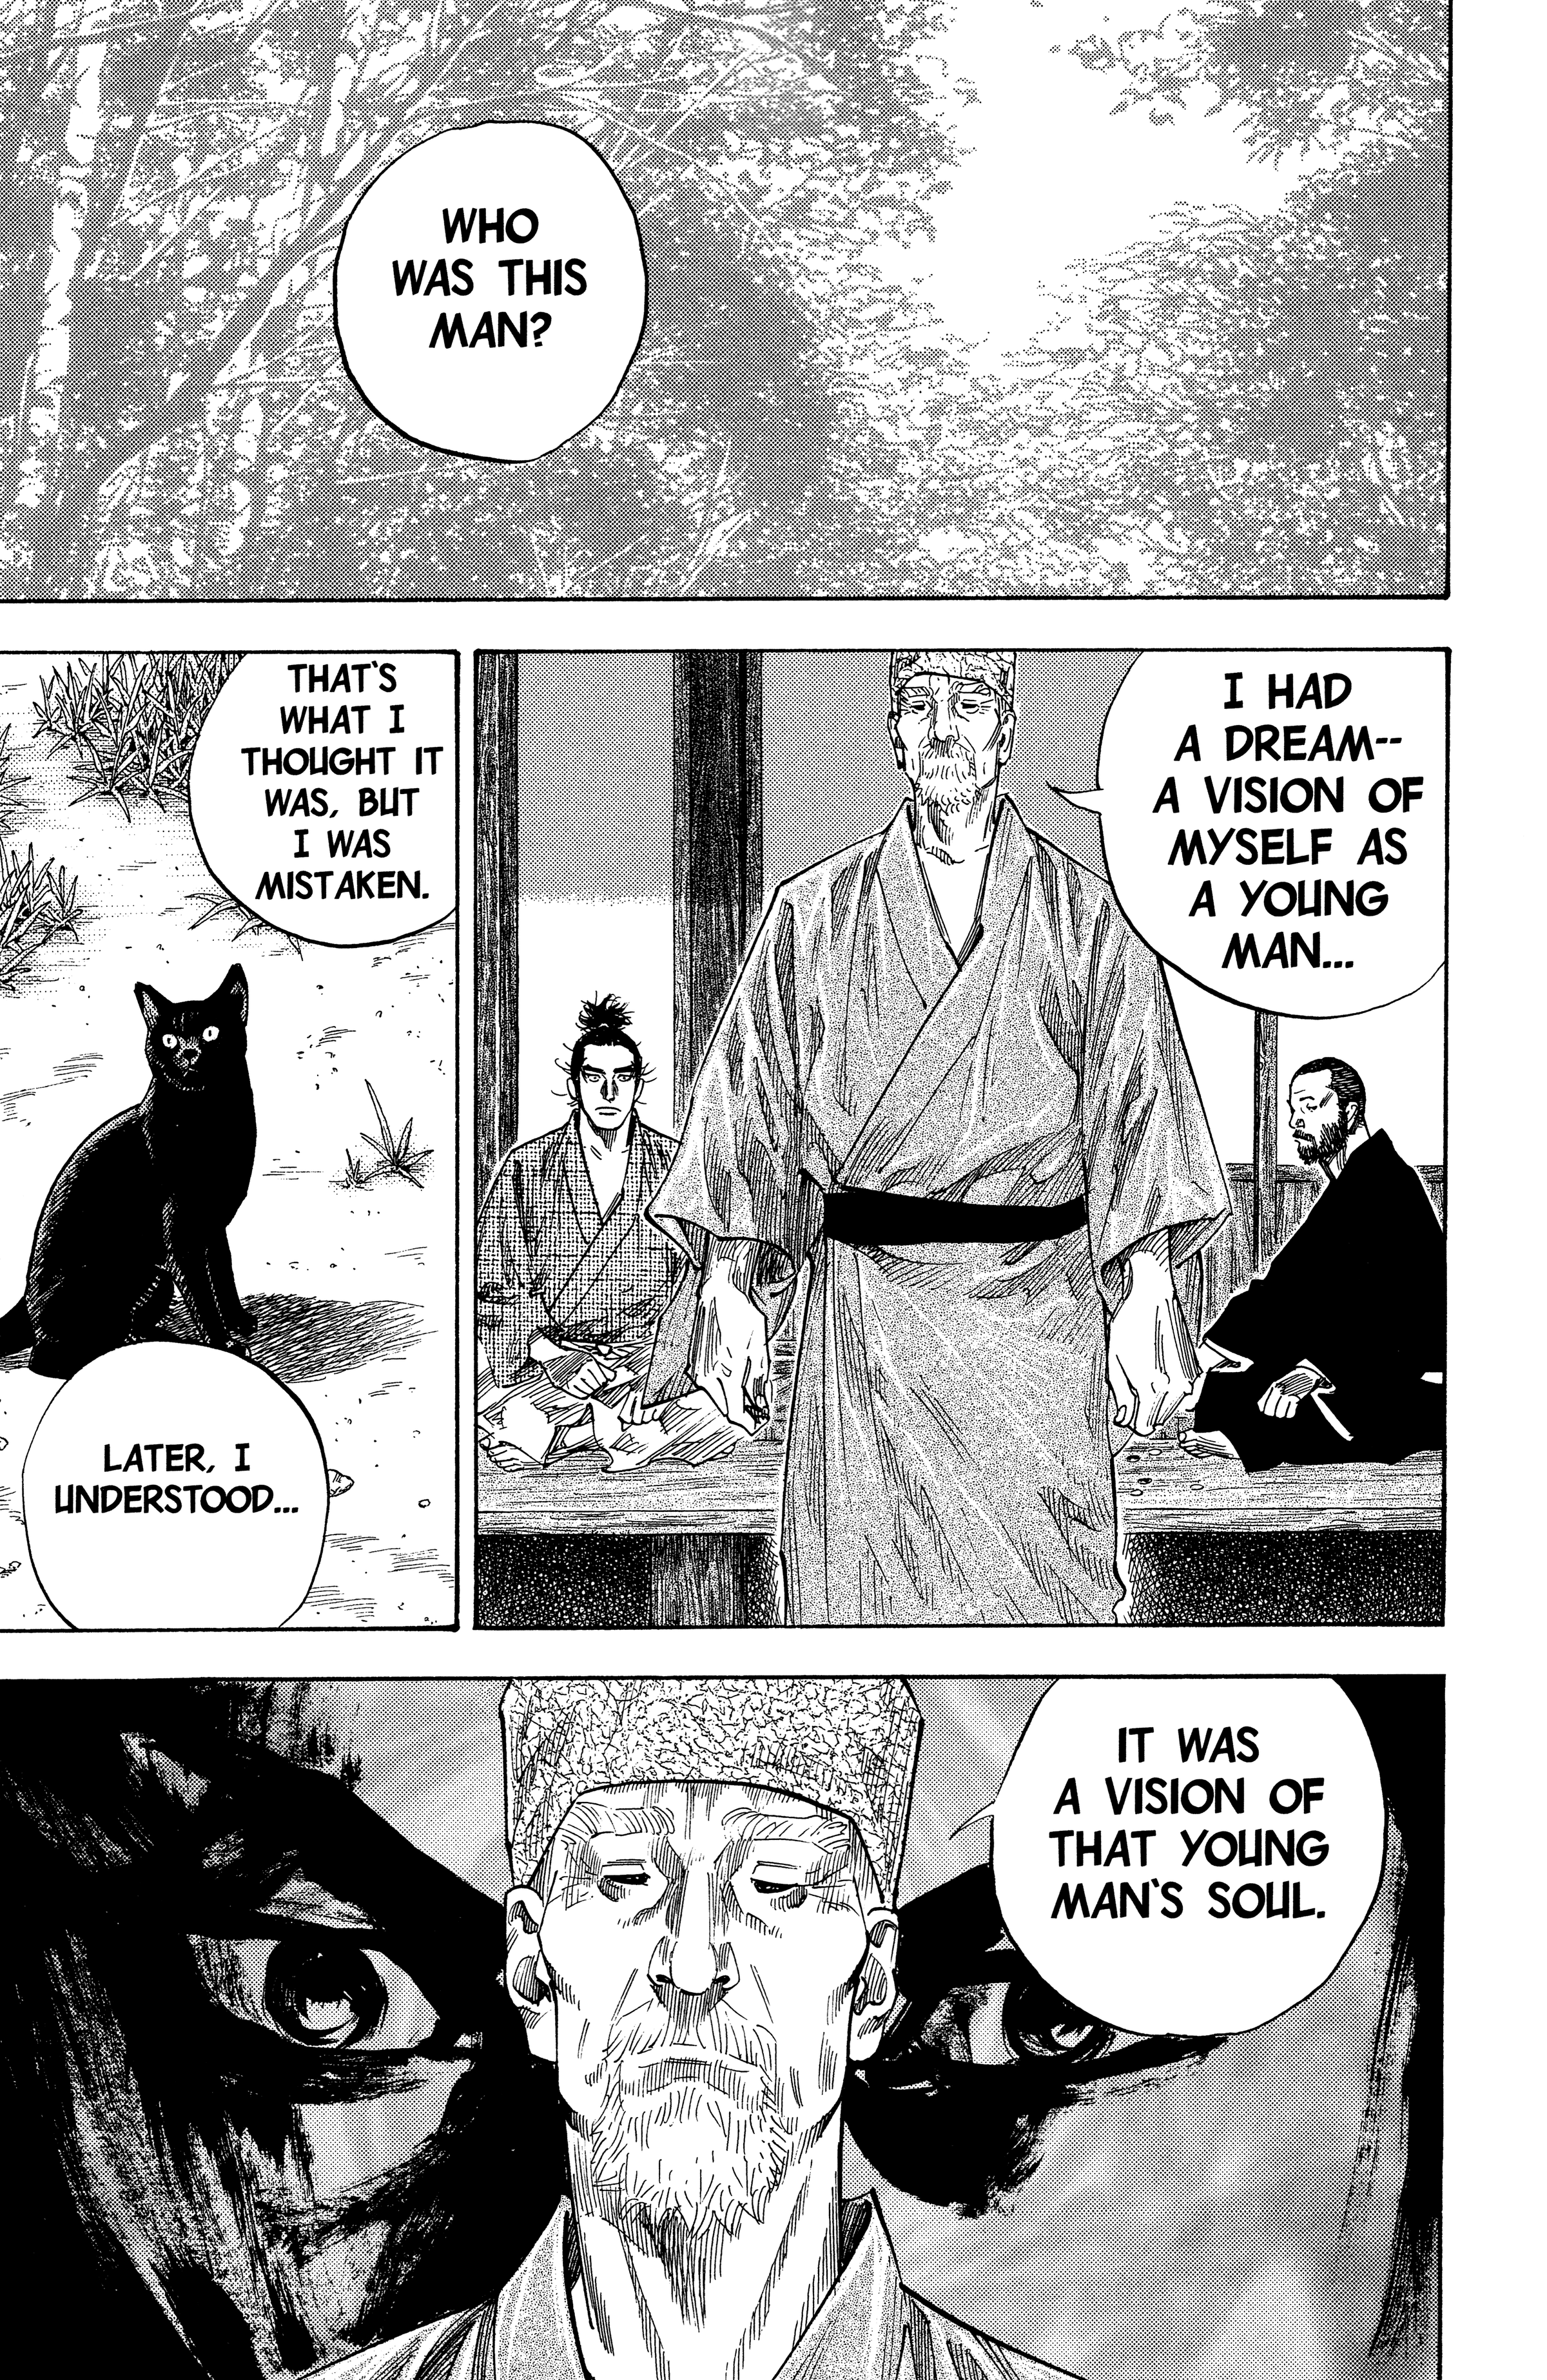 WHO
WAS THIS
MAN?
I HAD
A DREAM--
A VISION OF
MYSELF AS
A YOUNG
MAN...
THAT'S
WHAT I
THOUGHT IT
WAS, BUT
I WAS
MISTAKEN.
LATER, I
UNDERSTOOD...
IT WAS
A VISION OF
THAT YOUNG
MAN'S SOUL.